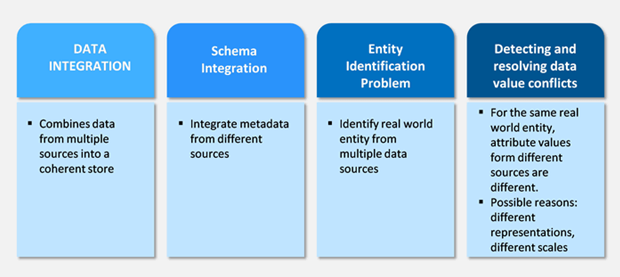 DATA
INTEGRATION
▪ Combines data
from multiple
sources into a
coherent store
Schema
Integration
▪ Integrate metadata
from different
sources
Entity
Identification
Problem
▪ Identify real world
entity from
multiple data
sources
Detecting and
resolving data
value conflicts
▪ For the same real
world entity,
attribute values
form different
sources are
different.
▪ Possible reasons:
different
representations,
different scales